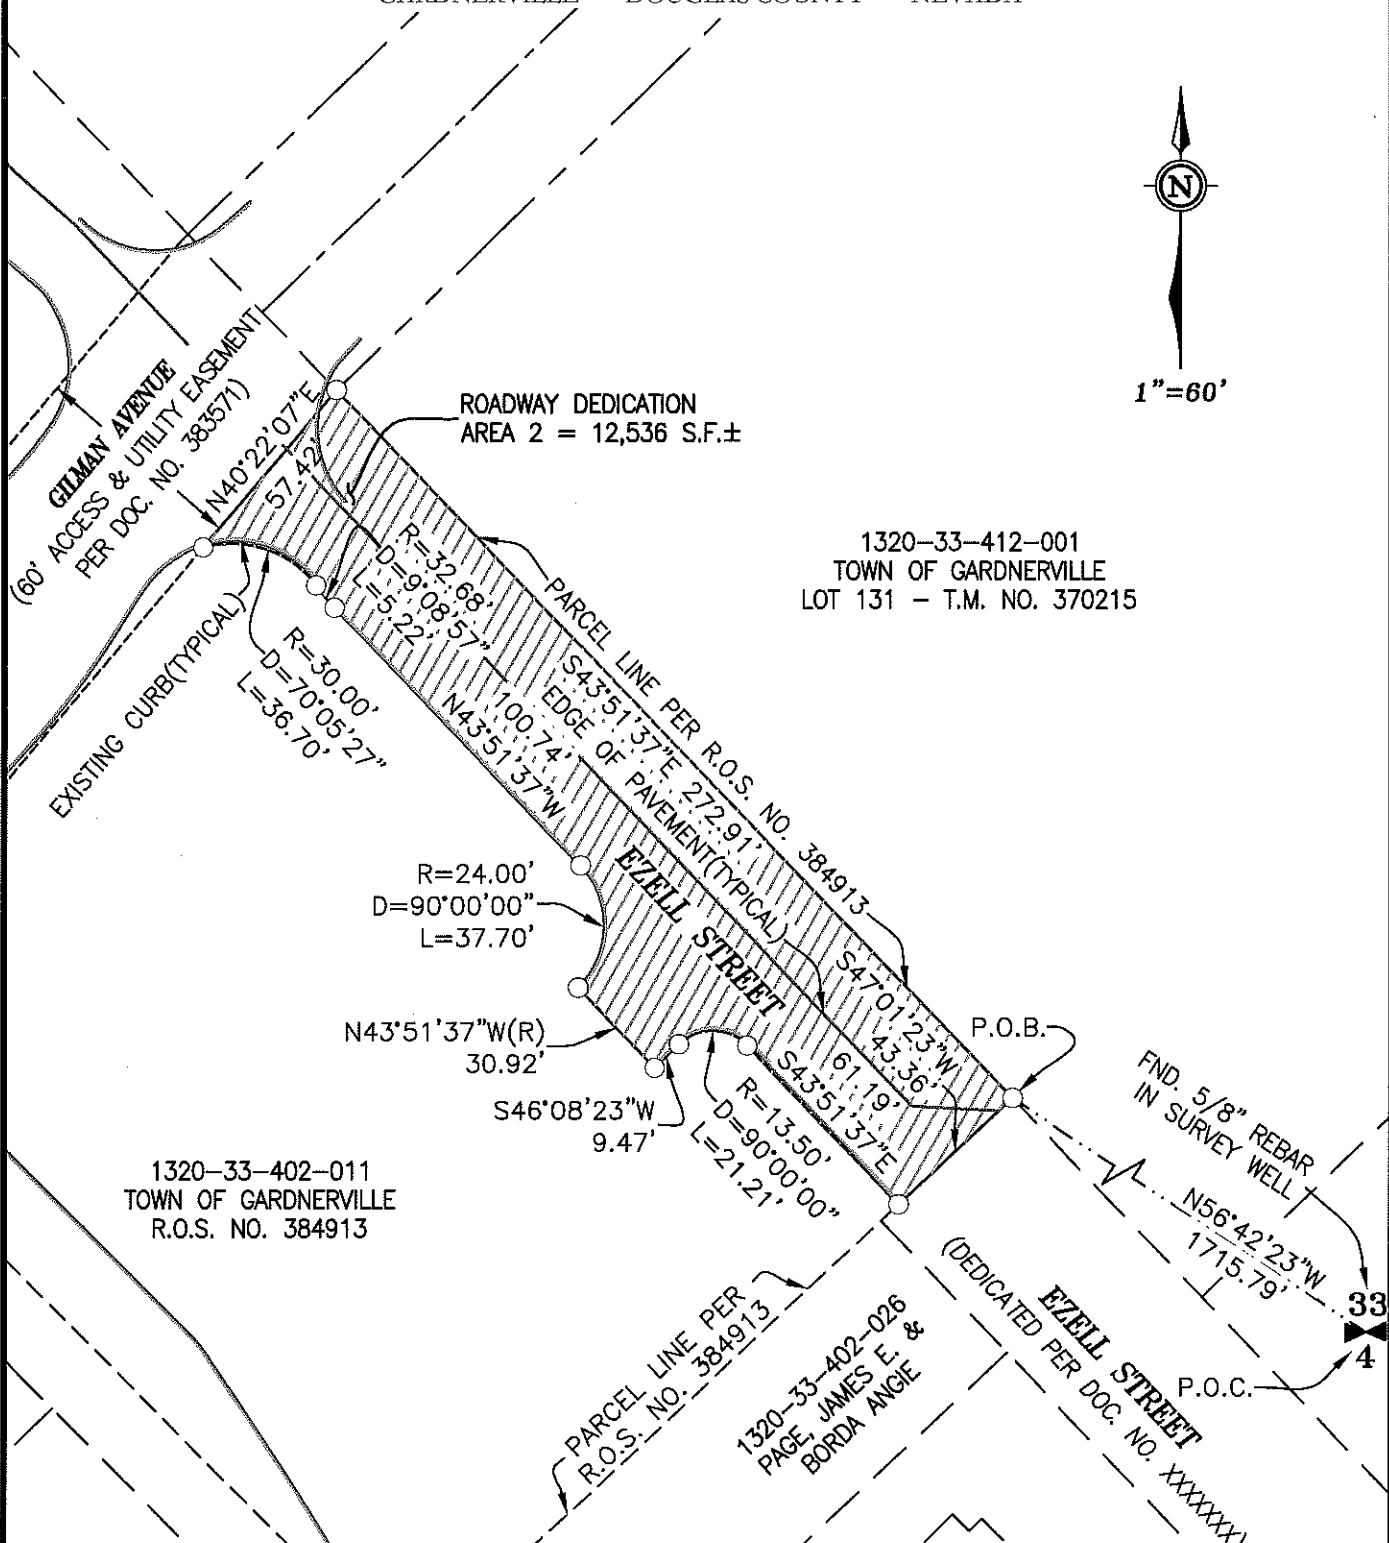 GARDNERVILLE DOUGLAS COUNTY NEVADA
N
1"=60'
GILMAN AVENUE
(60' ACCESS & UTILITY EASEMENT
PER DOC. NO. 383571)
N40°22'07"E
57.42'
ROADWAY DEDICATION
AREA 2 = 12,536 S.F.±
1320-33-412-001
TOWN OF GARDNERVILLE
LOT 131 - T.M. NO. 370215
R=32.68'
D=9°08'57"
L=5.22'
PARCEL LINE PER R.O.S. NO. 384913
S43°51'37"E 272.91'
EDGE OF PAVEMENT(TYPICAL)
EXISTING CURB(TYPICAL)
R=30.00'
D=70°05'27"
L=36.70'
100.74'
N43°51'37"W
R=24.00'
D=90°00'00"
L=37.70'
EZELL STREET
N43°51'37"W(R)
30.92'
S46°08'23"W
9.47'
R=13.50'
D=90°00'00"
L=21.21'
61.19'
S43°51'37"E
S47°01'23"W
43.36'
P.O.B.
FND. 5/8" REBAR
IN SURVEY WELL
N56°42'23"W
1715.79'
33
4
P.O.C.
1320-33-402-011
TOWN OF GARDNERVILLE
R.O.S. NO. 384913
PARCEL LINE PER
R.O.S. NO. 384913
1320-33-402-026
PAGE, JAMES E. &
BORDA ANGIE
EZELL STREET
(DEDICATED PER DOC. NO. XXXXXXX)